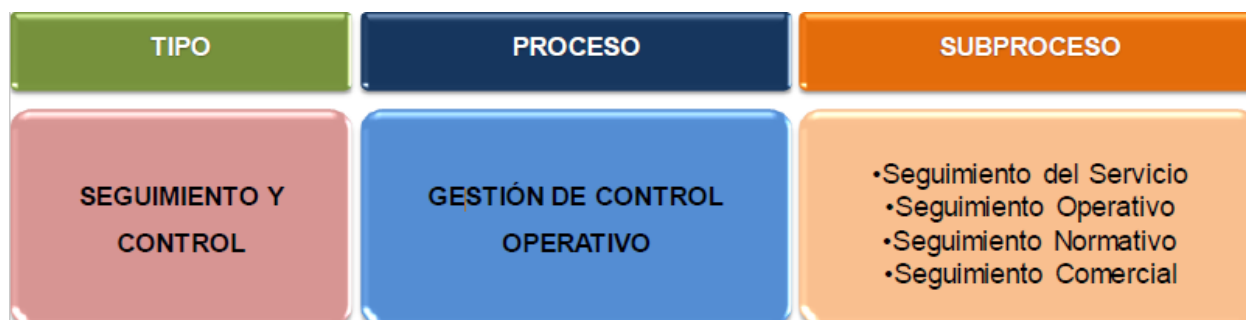 TIPO
PROCESO
SUBPROCESO
SEGUIMIENTO Y
CONTROL
GESTIÓN DE CONTROL
OPERATIVO
•Seguimiento del Servicio
•Seguimiento Operativo
•Seguimiento Normativo
•Seguimiento Comercial